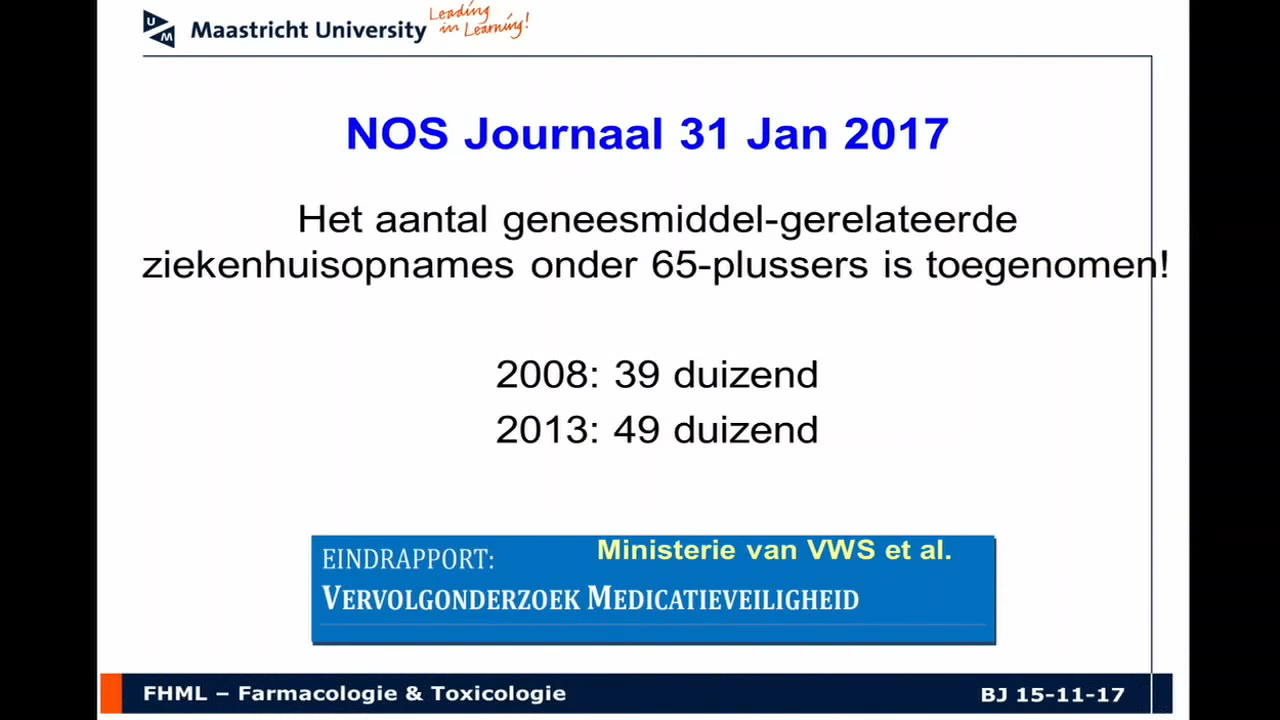 UM
Maastricht University
Leading
in Learning!
NOS Journaal 31 Jan 2017
Het aantal geneesmiddel-gerelateerde
ziekenhuisopnames onder 65-plussers is toegenomen!
2008: 39 duizend
2013: 49 duizend
Ministerie van VWS et al.
EINDRAPPORT:
VERVOLGONDERZOEK MEDICATIEVEILIGHEID
FHML – Farmacologie & Toxicologie
BJ 15-11-17